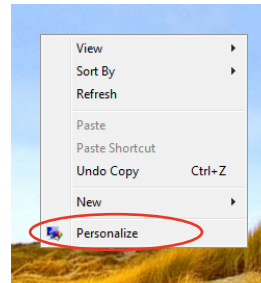 View
Sort By
Refresh
Paste
Paste Shortcut
Undo Copy Ctrl+Z
New
Personalize